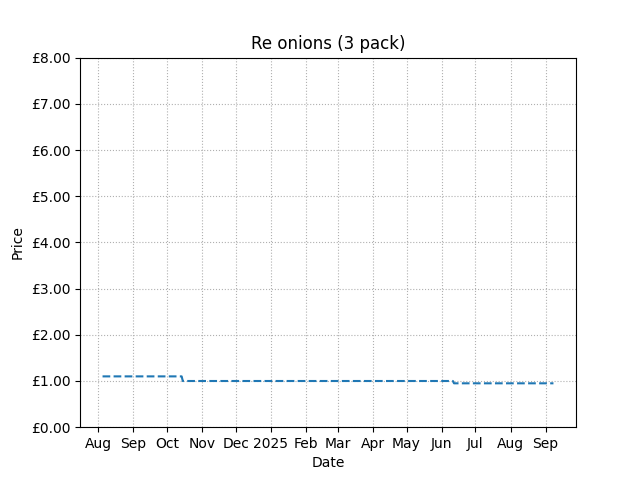 Re onions (3 pack)
£8.00
£7.00
£6.00
£5.00
£4.00
£3.00
£2.00
£1.00
£0.00
Price
Aug Sep Oct Nov Dec 2025 Feb Mar Apr May Jun Jul Aug Sep
Date